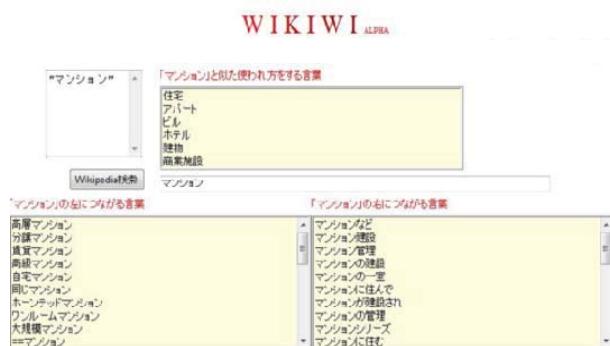 WIKIWI ALPHA
"マンション"
「マンション」と似た使われ方をする言葉
住宅
アパート
ビル
ホテル
建物
商業施設
Wikipedia検索
マンション
「マンション」の左につながる言葉
高層マンション
分譲マンション
賃貸マンション
高級マンション
自宅マンション
同じマンション
ホーンテッドマンション
ワンルームマンション
大規模マンション
==マンション
「マンション」の右につながる言葉
マンションなど
マンション建設
マンション管理
マンションの建設
マンションの一室
マンションに住んで
マンションが建設され
マンションの管理
マンションシリーズ
マンションに住む